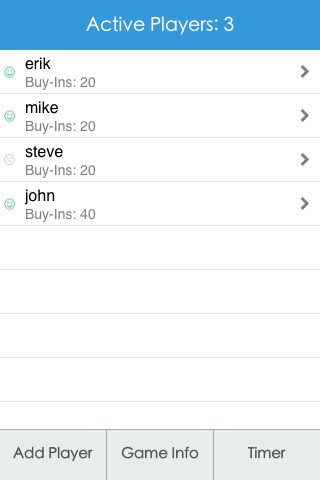 Active Players: 3
erik
Buy-Ins: 20
mike
Buy-Ins: 20
steve
Buy-Ins: 20
john
Buy-Ins: 40
Add Player
Game Info
Timer